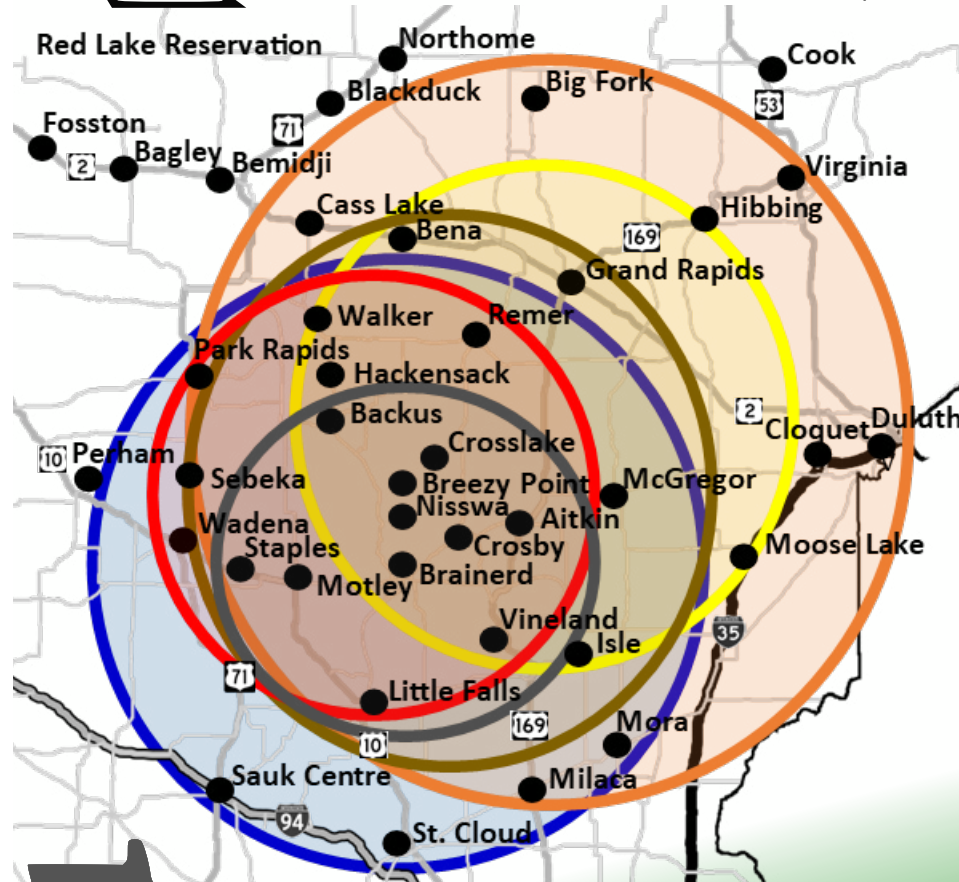 Northome
Red Lake Reservation
Cook
Big Fork
Blackduck
53
Fosston
71
2
Bagley
Bemidji
Virginia
Cass Lake
Hibbing
Bena
169
Grand Rapids
Walker
Remer
Park Rapids
Hackensack
Backus
2
Duluth
Cloquet
Crosslake
10
Perham
Sebeka
Breezy Point
McGregor
Nisswa
Aitkin
Wadena
Crosby
Moose Lake
Staples
Brainerd
Motley
Vineland
35
Isle
71
Little Falls
169
Mora
10
Sauk Centre
Milaca
94
St. Cloud